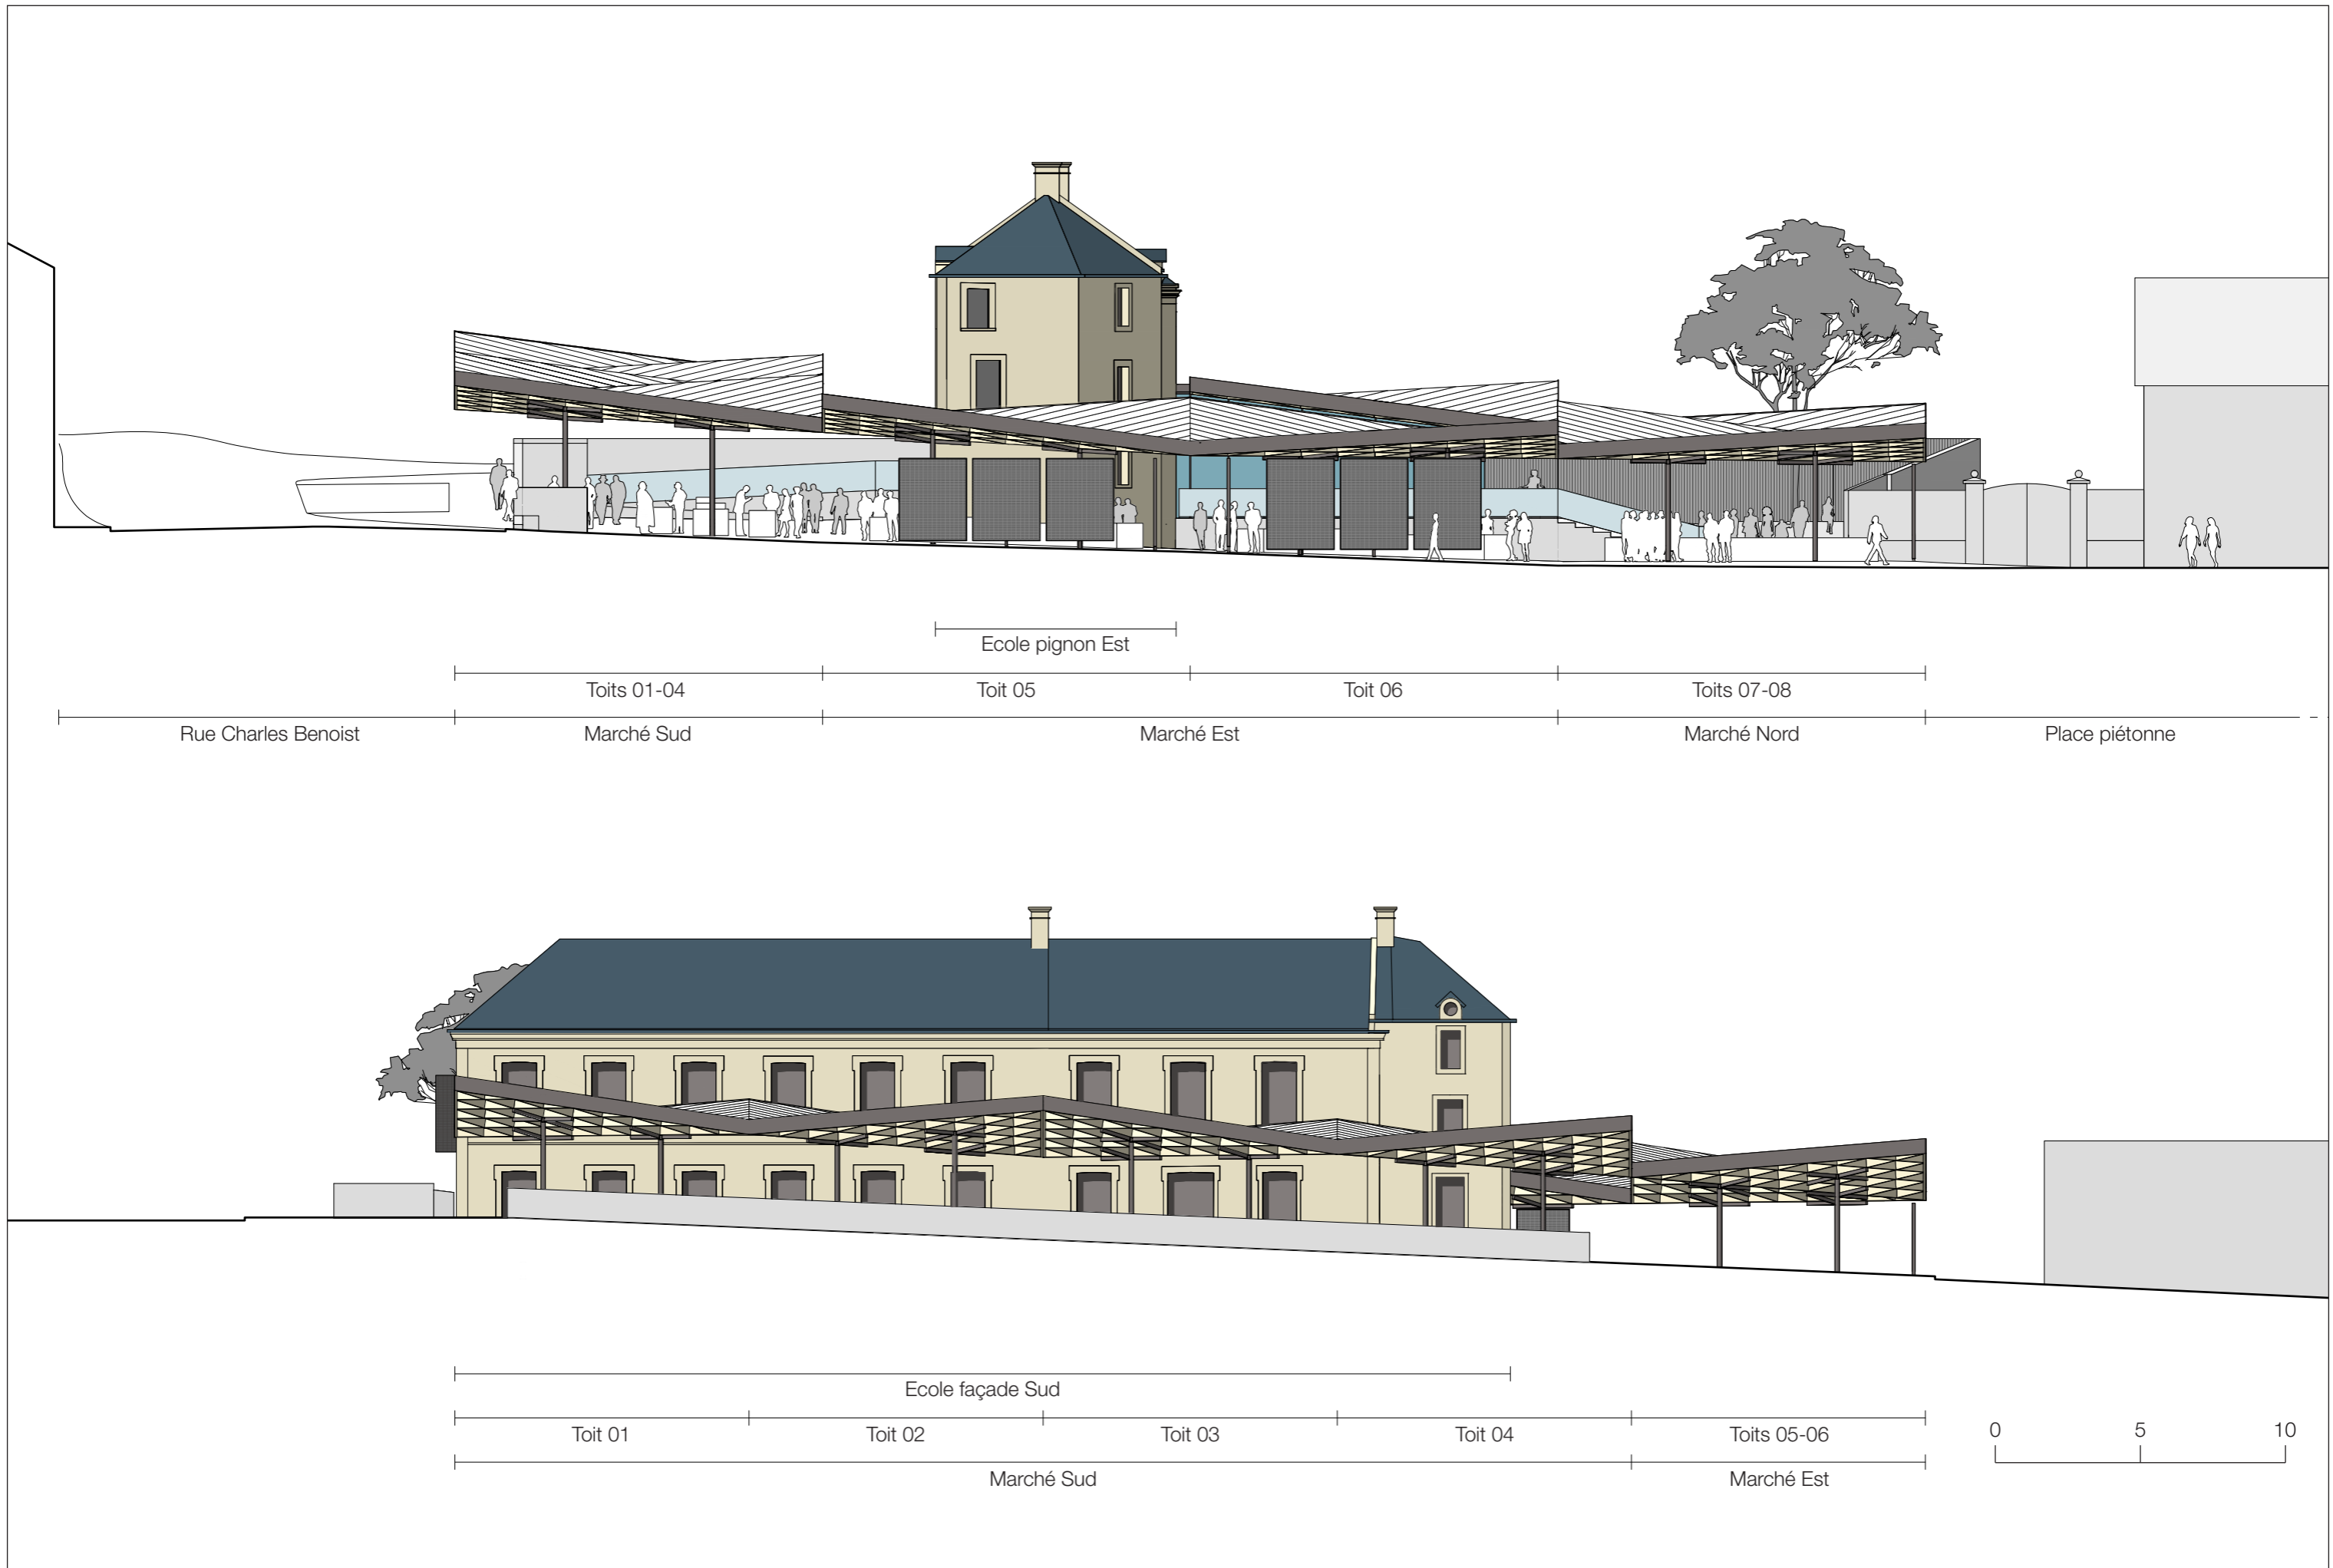 Ecole pignon Est
Toits 01-04 Toit 05 Toit 06 Toits 07-08
Rue Charles Benoist Marché Sud Marché Est Marché Nord Place piétonne
Ecole façade Sud
Toit 01 Toit 02 Toit 03 Toit 04 Toits 05-06 0 5 10
Marché Sud Marché Est